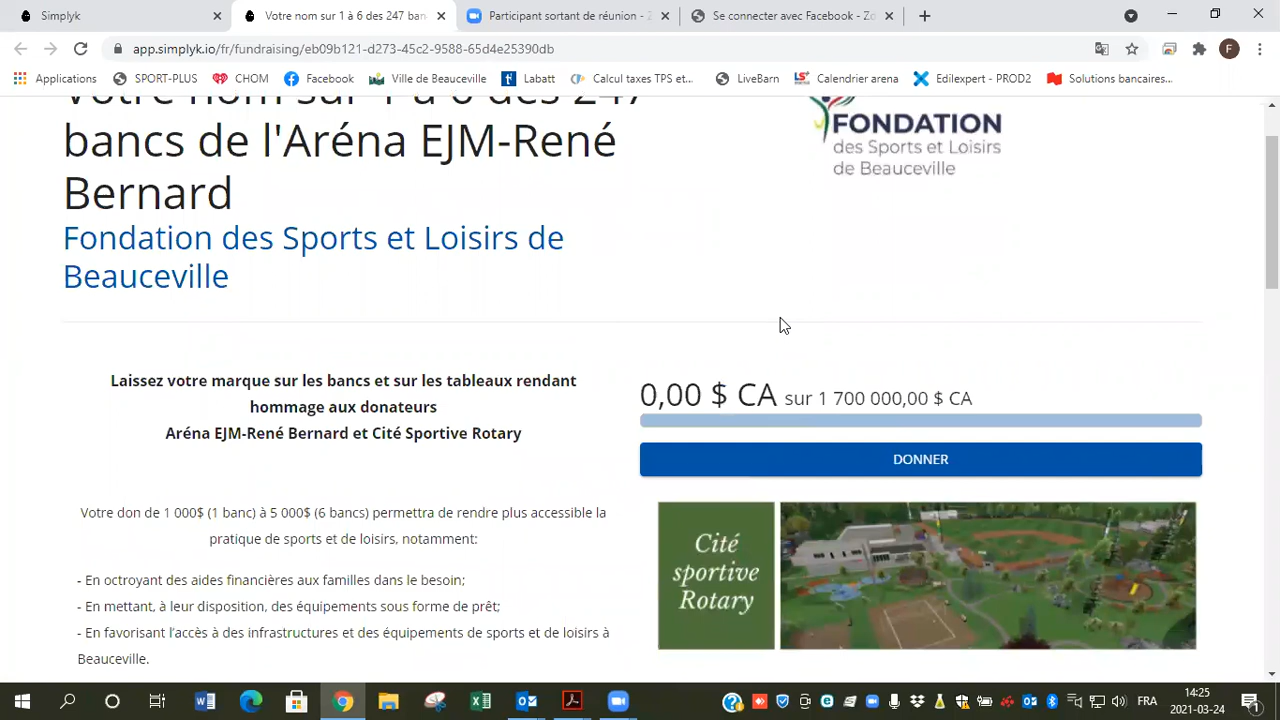 Simplyk
Votre nom sur 1 à 6 des 247 ban
Participant sortant de réunion - Z
Se connecter avec Facebook - Zo
app.simplyk.io/fr/fundraising/eb09b121-d273-45c2-9588-65d4e25390db
F
Applications
SPORT-PLUS
CHOM
Facebook
Ville de Beauceville
Labatt
Calcul taxes TPS et...
LiveBarn
Calendrier arena
Edilexpert - PROD2
Solutions bancaires...
Votre nom sur 1 à 6 des 247
bancs de l'Aréna EJM-René
Bernard
Fondation des Sports et Loisirs de
Beauceville
FONDATION
des Sports et Loisirs
de Beauceville
Laissez votre marque sur les bancs et sur les tableaux rendant
hommage aux donateurs
Aréna EJM-René Bernard et Cité Sportive Rotary
0,00 $ CA sur 1 700 000,00 $ CA
DONNER
Votre don de 1 000$ (1 banc) à 5 000$ (6 bancs) permettra de rendre plus accessible la
pratique de sports et de loisirs, notamment:
- En octroyant des aides financières aux familles dans le besoin;
- En mettant, à leur disposition, des équipements sous forme de prêt;
- En favorisant l'accès à des infrastructures et des équipements de sports et de loisirs à
Beauceville.
Cité
sportive
Rotary
FRA
14:25
2021-03-24